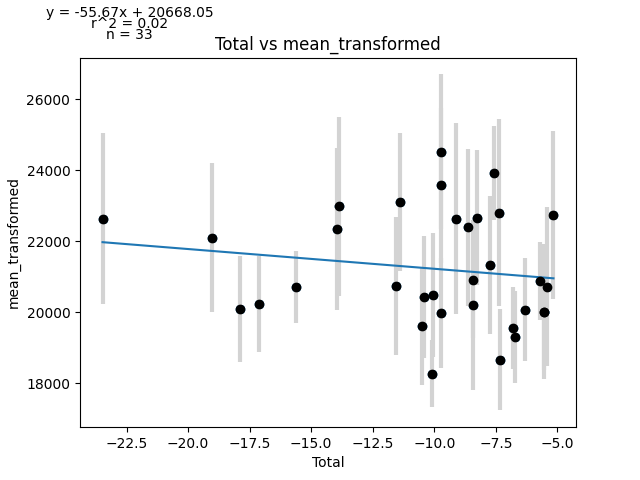 y = -55.67x + 20668.05
r^2 = 0.02
n = 33
Total vs mean_transformed
mean_transformed
26000
24000
22000
20000
18000
−22.5 −20.0 −17.5 −15.0 −12.5 −10.0 −7.5 −5.0
Total